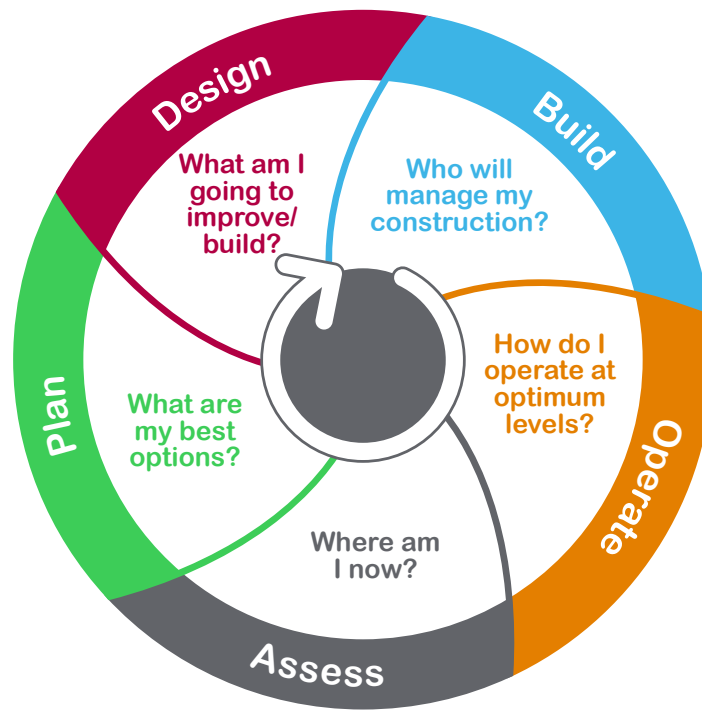 Design
What am I
going to
improve/
build?
Build
Who will
manage my
construction?
Operate
How do I
operate at
optimum
levels?
Assess
Where am
I now?
Plan
What are
my best
options?